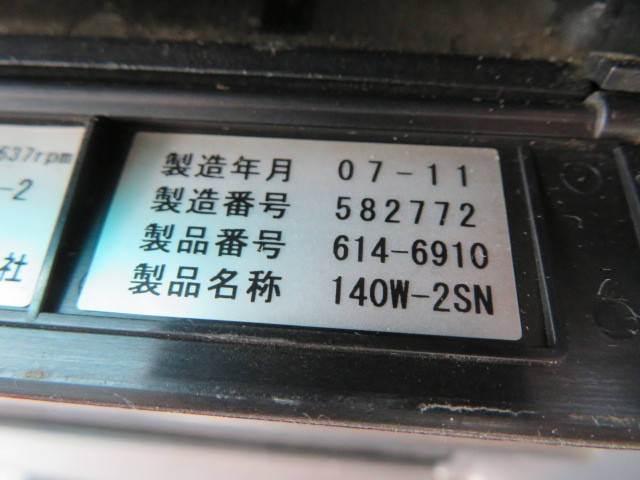 637rpm
-2
社
製造年月 07-11
製造番号 582772
製品番号 614-6910
製品名称 140W-2SN